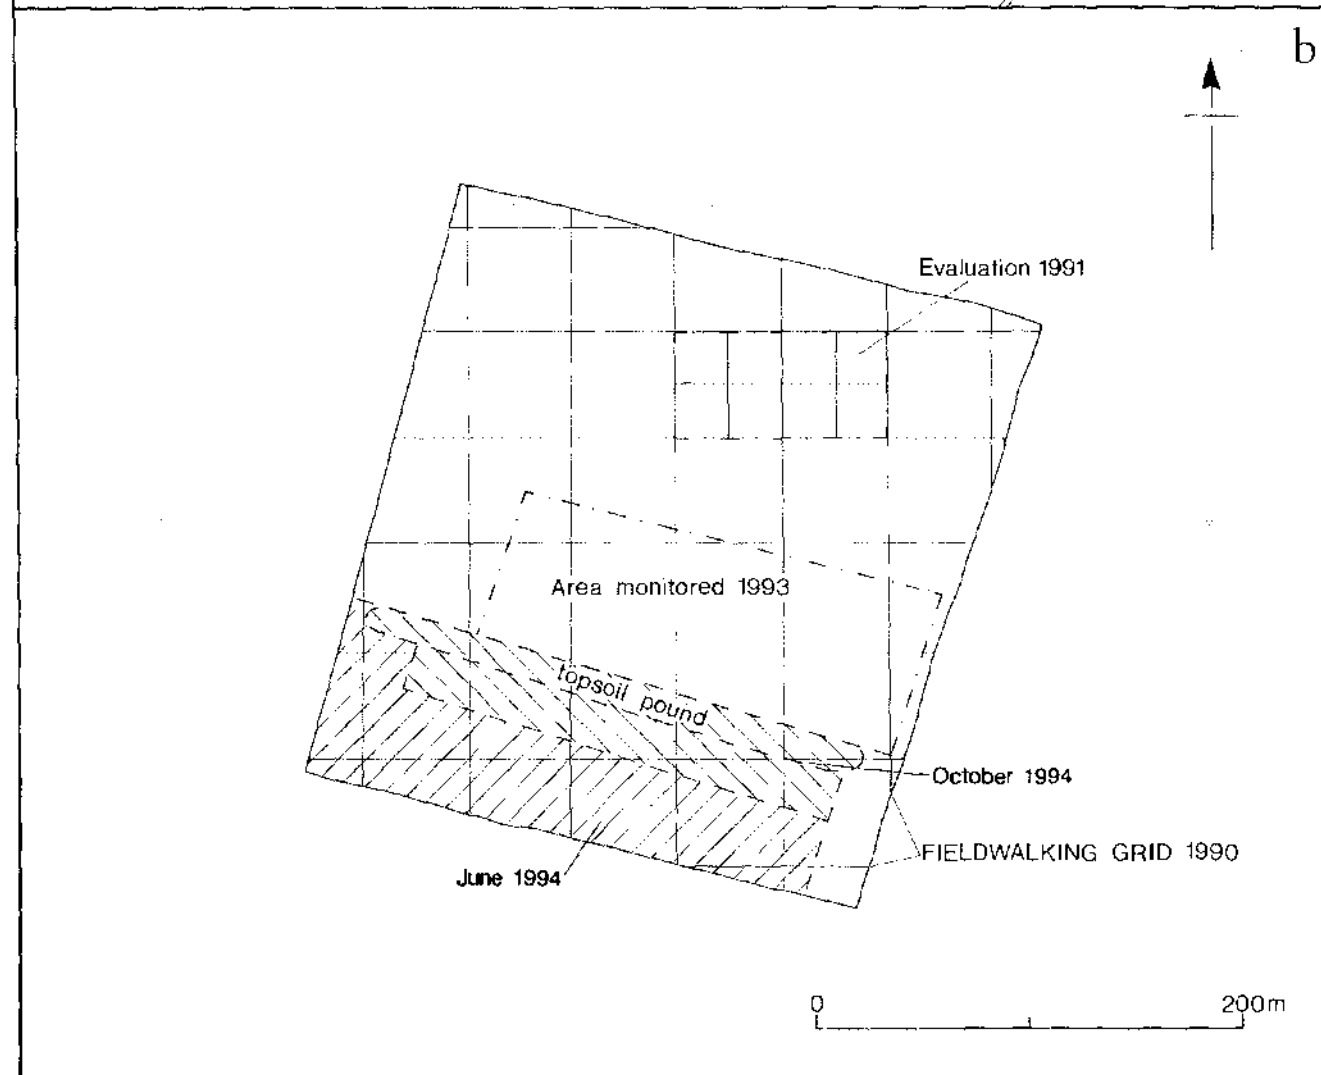 b
Evaluation 1991
Area monitored 1993
topsoil pound
October 1994
FIELDWALKING GRID 1990
June 1994
0 200m